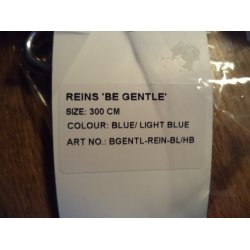 REINS 'BE GENTLE'
SIZE: 300 CM
COLOUR: BLUE/ LIGHT BLUE
ART NO.: BGENTL-REIN-BL/HB